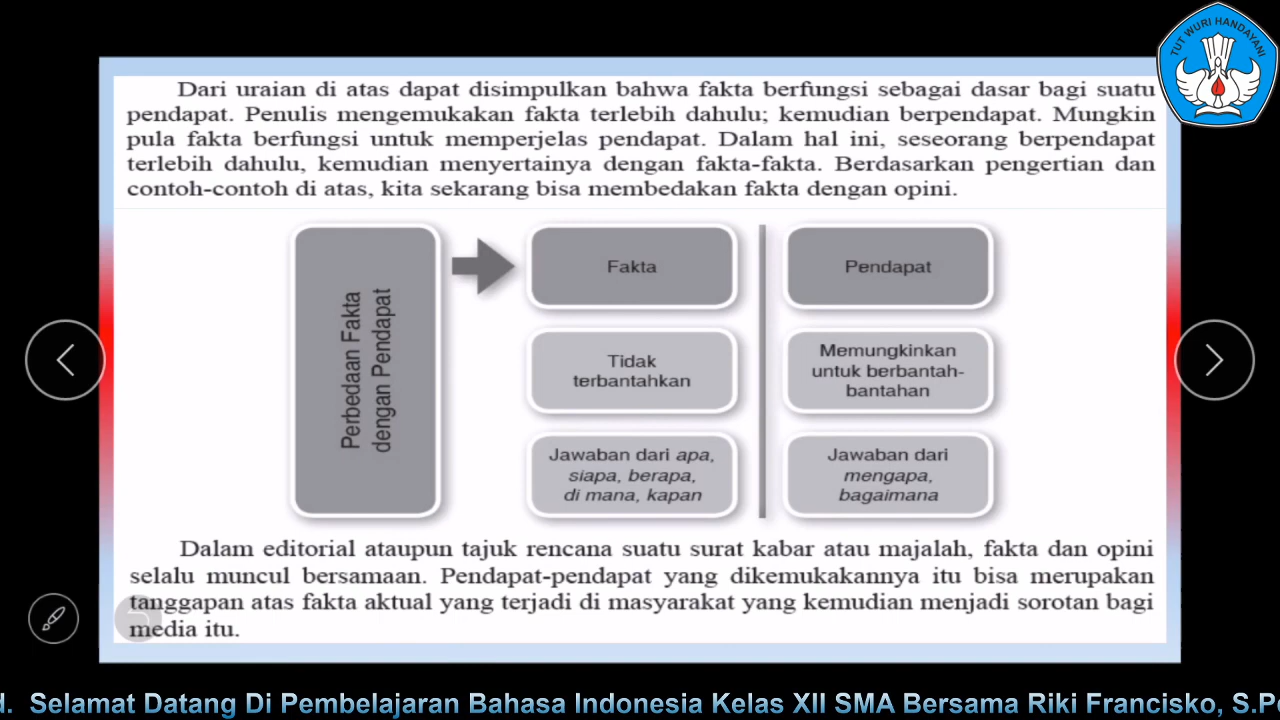 TUT WURI HANDAYANI
Dari uraian di atas dapat disimpulkan bahwa fakta berfungsi sebagai dasar bagi suatu
pendapat. Penulis mengemukakan fakta terlebih dahulu; kemudian berpendapat. Mungkin
pula fakta berfungsi untuk memperjelas pendapat. Dalam hal ini, seseorang berpendapat
terlebih dahulu, kemudian menyertainya dengan fakta-fakta. Berdasarkan pengertian dan
contoh-contoh di atas, kita sekarang bisa membedakan fakta dengan opini.
Perbedaan Fakta
dengan Pendapat
Fakta
Pendapat
Tidak
terbantahkan
Memungkinkan
untuk berbantah-
bantahan
Jawaban dari apa,
siapa, berapa,
di mana, kapan
Jawaban dari
mengapa,
bagaimana
Dalam editorial ataupun tajuk rencana suatu surat kabar atau majalah, fakta dan opini
selalu muncul bersamaan. Pendapat-pendapat yang dikemukakannya itu bisa merupakan
tanggapan atas fakta aktual yang terjadi di masyarakat yang kemudian menjadi sorotan bagi
media itu.
d. Selamat Datang Di Pembelajaran Bahasa Indonesia Kelas XII SMA Bersama Riki Francisko, S.Pd